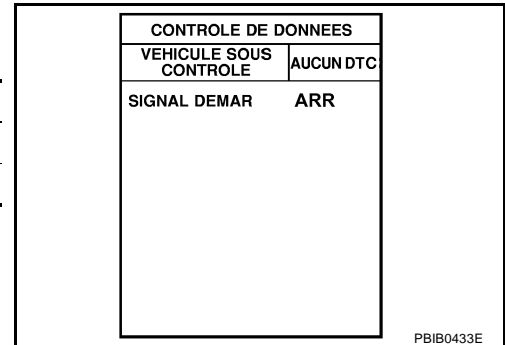 CONTROLE DE DONNEES
VEHICULE SOUS CONTROLE AUCUN DTC
SIGNAL DEMAR ARR
PBIB0433E